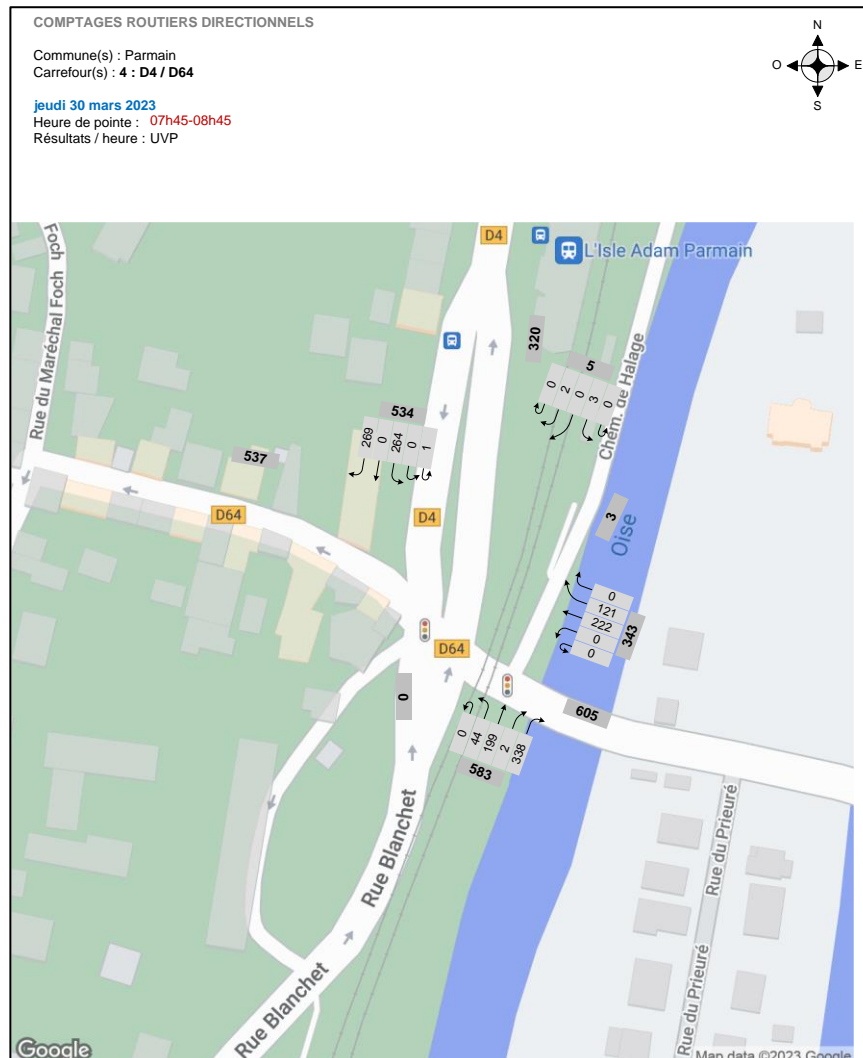 COMPTAGES ROUTIERS DIRECTIONNELS
Commune(s) : Parmain
Carrefour(s) : 4 : D4 / D64
jeudi 30 mars 2023
Heure de pointe : 07h45-08h45
Résultats / heure : UVP
N
O
E
S
Foch
Rue du Maréchal Foch
D4
L'Isle Adam Parmain
320
5
0
2
0
3
0
Chem. de Halage
534
269
0
264
0
1
537
D64
D4
3
Oise
0
121
222
0
0
343
D64
0
605
0
44
199
2
338
583
Rue Blanchet
Rue Blanchet
Rue du Prieuré
Rue du Prieuré
Google
Map data ©2023 Google